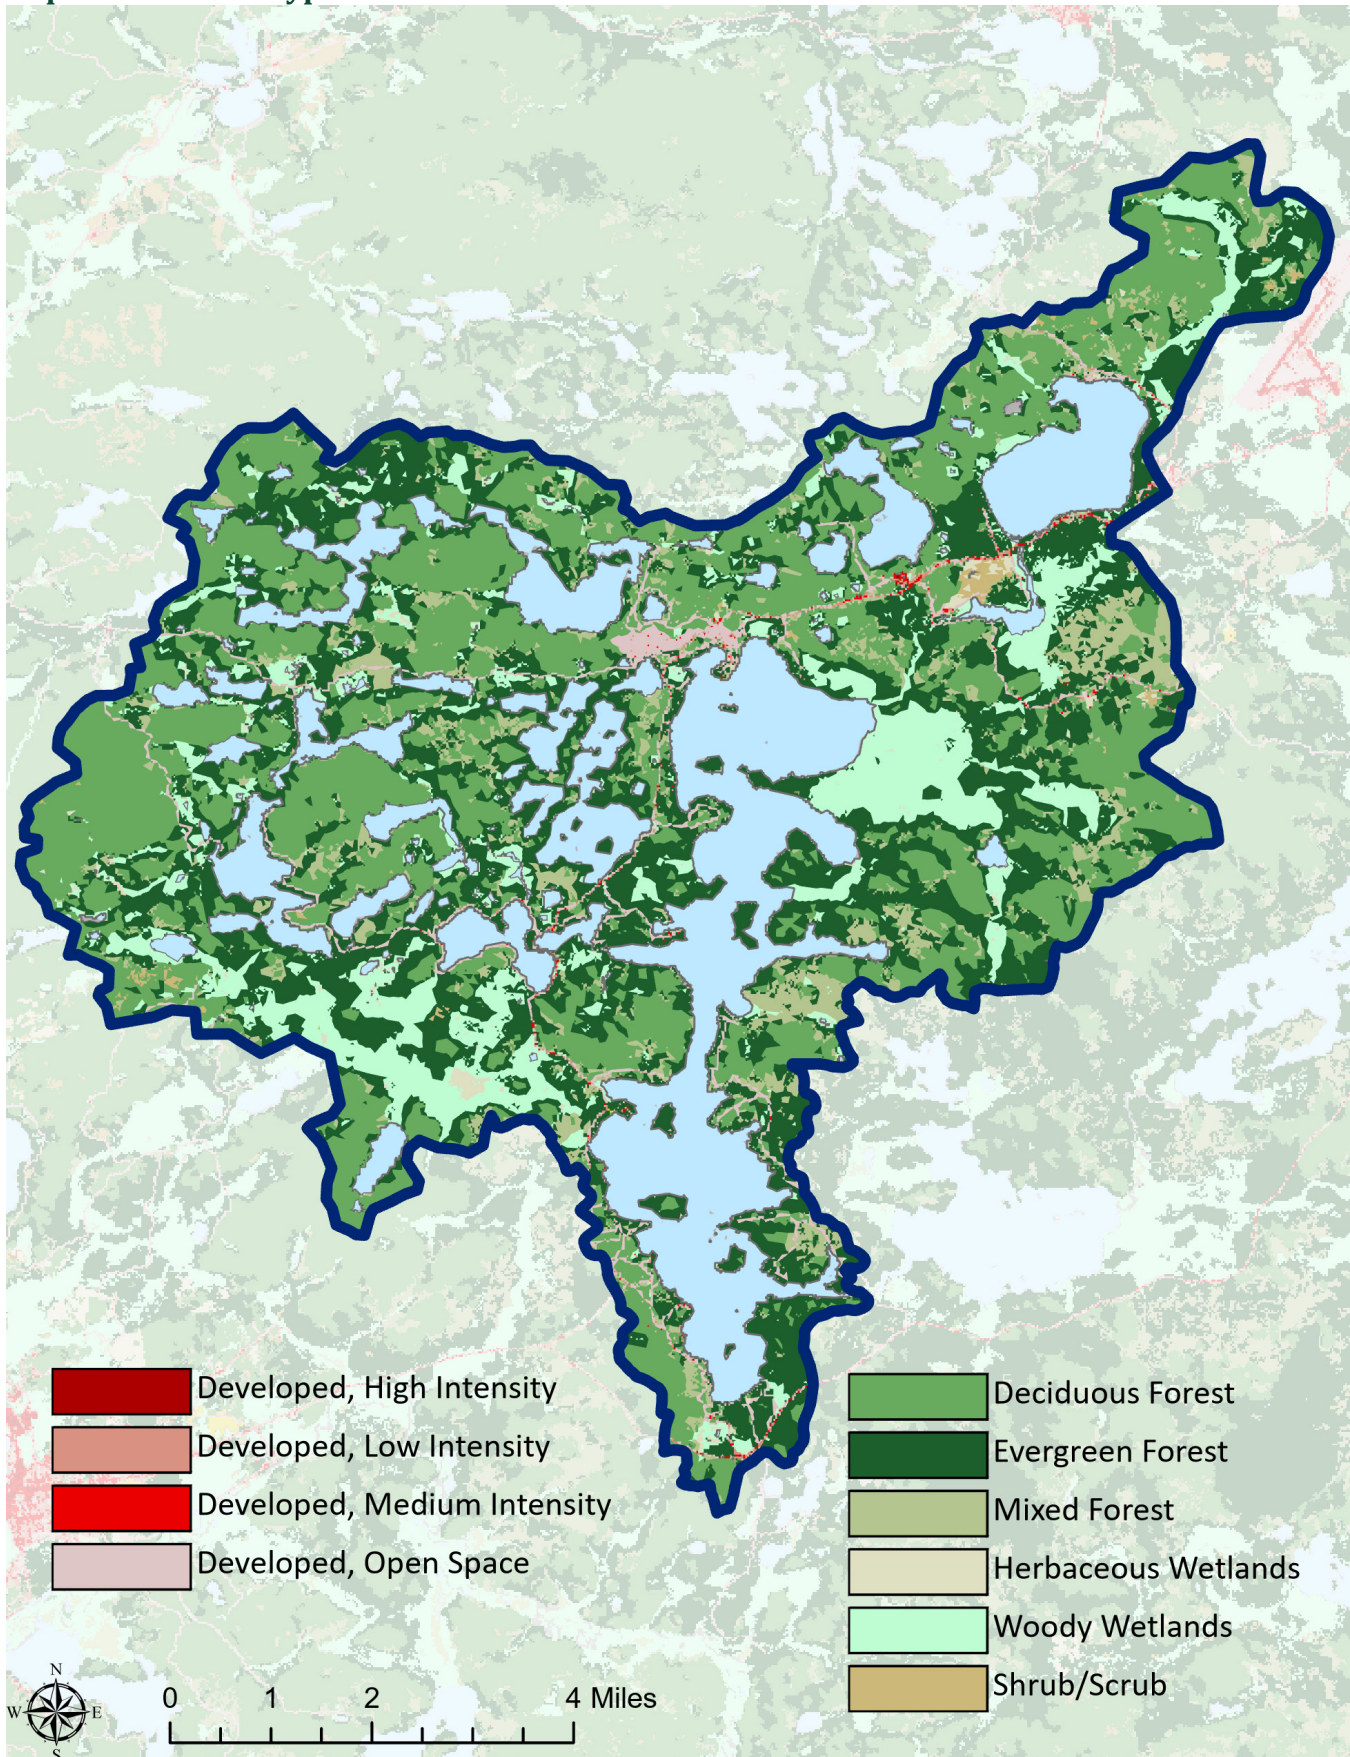 Developed, High Intensity
Developed, Low Intensity
Developed, Medium Intensity
Developed, Open Space
Deciduous Forest
Evergreen Forest
Mixed Forest
Herbaceous Wetlands
Woody Wetlands
Shrub/Scrub
N
W E
S
0 1 2 4 Miles